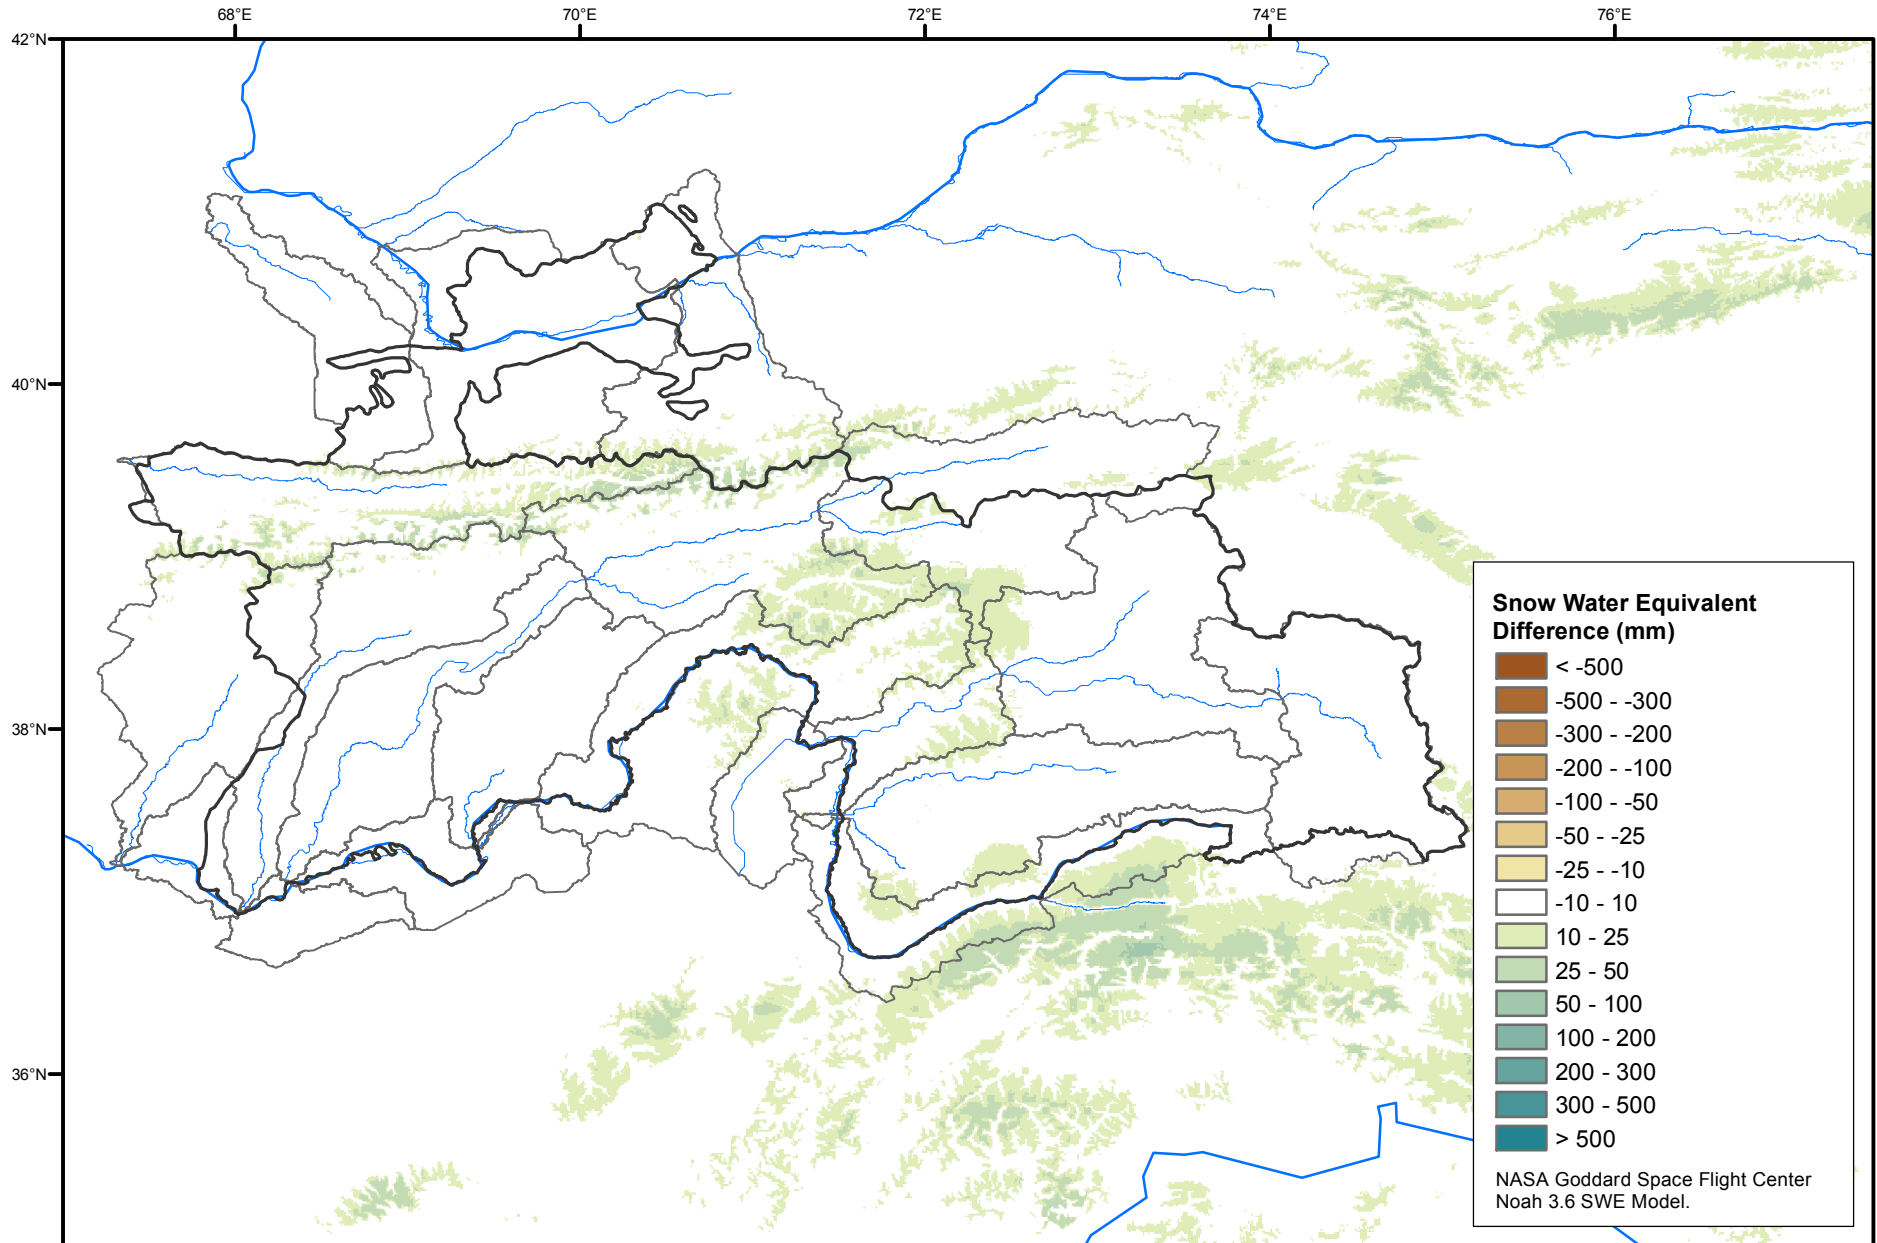 68°E
70°E
72°E
74°E
76°E
42°N
40°N
38°N
36°N
Snow Water Equivalent
Difference (mm)
< -500
-500 - -300
-300 - -200
-200 - -100
-100 - -50
-50 - -25
-25 - -10
-10 - 10
10 - 25
25 - 50
50 - 100
100 - 200
200 - 300
300 - 500
> 500
NASA Goddard Space Flight Center
Noah 3.6 SWE Model.